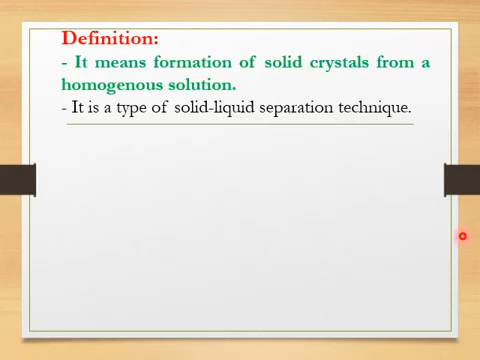 Definition:
- It means formation of solid crystals from a
homogenous solution.
- It is a type of solid-liquid separation technique.